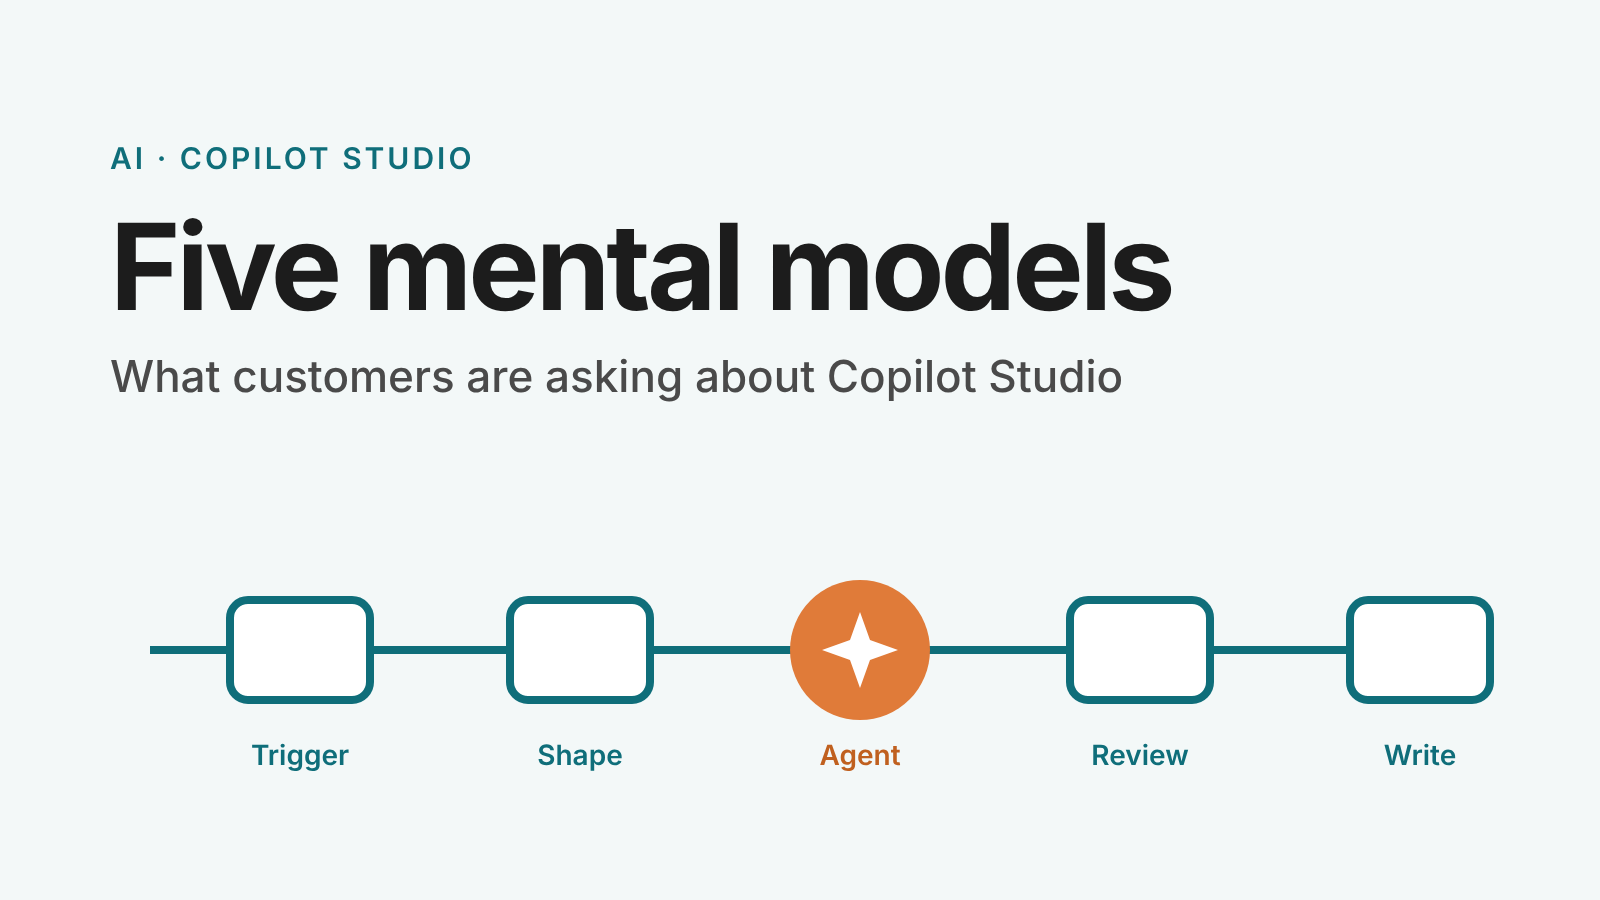 AI · COPILOT STUDIO
Five mental models
What customers are asking about Copilot Studio
Trigger
Shape
Agent
Review
Write